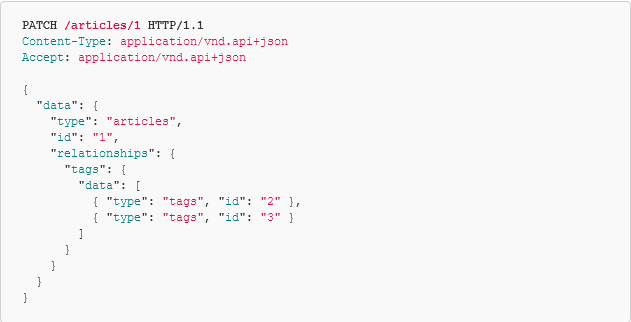 PATCH /articles/1 HTTP/1.1
Content-Type: application/vnd.api+json
Accept: application/vnd.api+json

{
  "data": {
    "type": "articles",
    "id": "1",
    "relationships": {
      "tags": {
        "data": [
          { "type": "tags", "id": "2" },
          { "type": "tags", "id": "3" }
        ]
      }
    }
  }
}